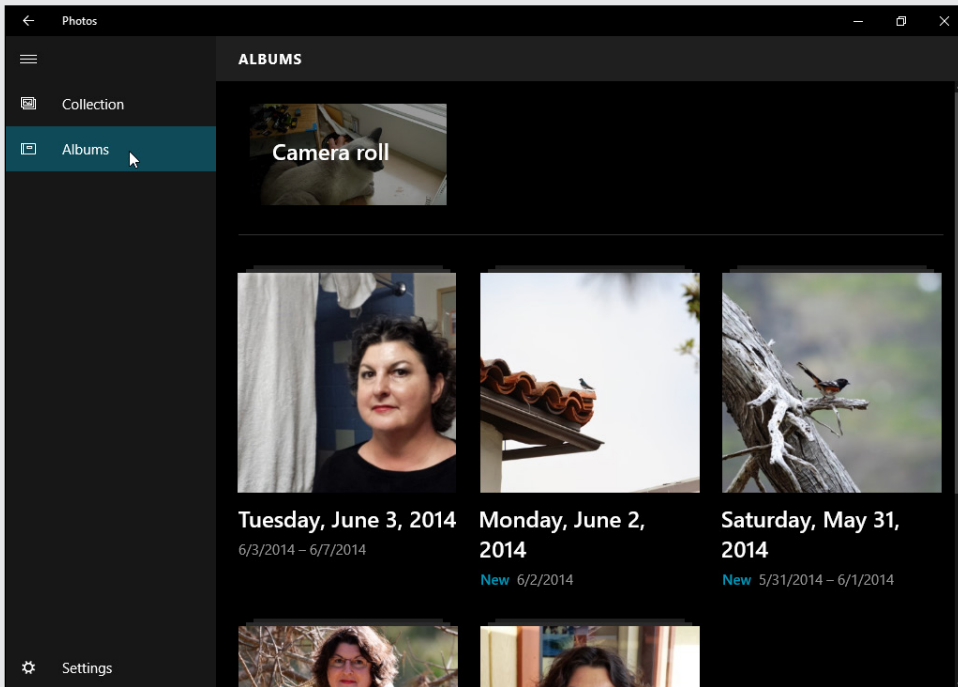 Photos
ALBUMS
Collection
Albums
Camera roll
Tuesday, June 3, 2014
6/3/2014 – 6/7/2014
Monday, June 2,
2014
New 6/2/2014
Saturday, May 31,
2014
New 5/31/2014 – 6/1/2014
Settings